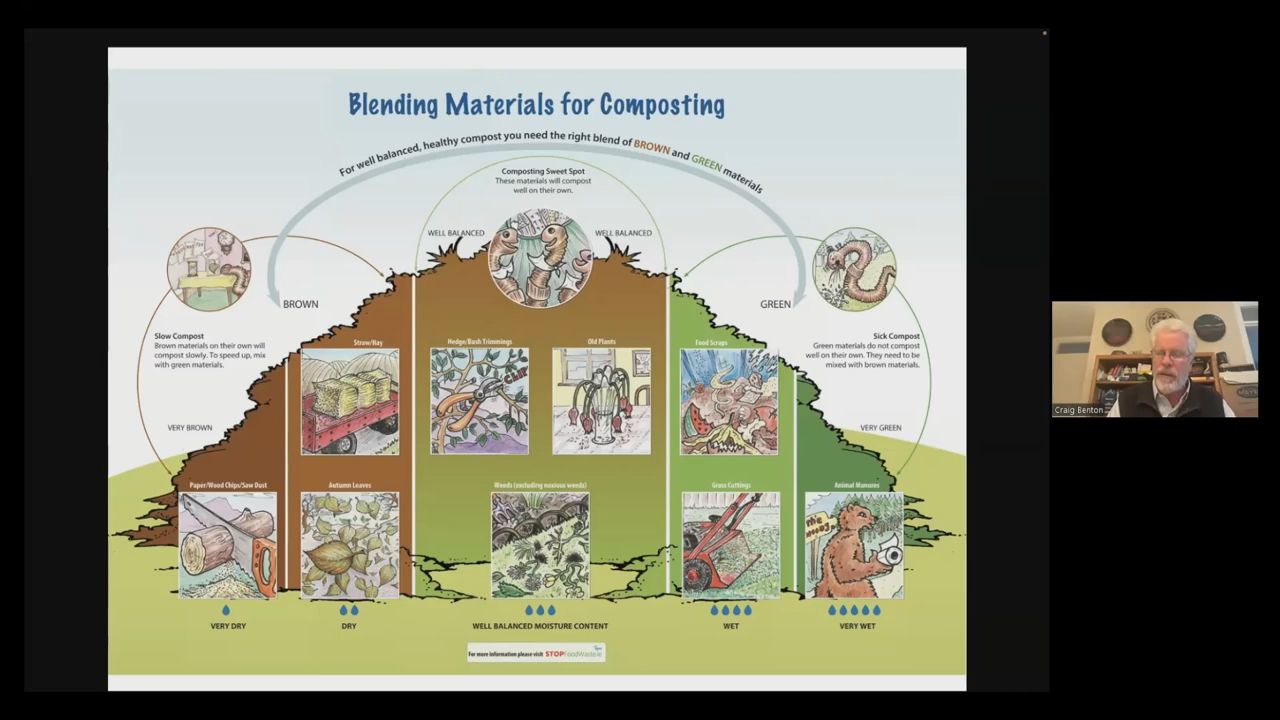 Blending Materials for Composting
For well balanced, healthy compost you need the right blend of BROWN and GREEN materials
Composting Sweet Spot
These materials will compost
well on their own.
WELL BALANCED
WELL BALANCED
BROWN
GREEN
Slow Compost
Brown materials on their own will
compost slowly. To speed up, mix
with green materials.
Sick Compost
Green materials do not compost
well on their own. They need to be
mixed with brown materials.
Straw/Hay
Hedge/Bush Trimmings
Old Plants
Food Scraps
CLIP
VERY BROWN
VERY GREEN
Paper/Wood Chips/Saw Dust
Autumn Leaves
Weeds (excluding noxious weeds)
Grass Cuttings
Animal Manures
The
Woods
VERY DRY
DRY
WELL BALANCED MOISTURE CONTENT
WET
VERY WET
For more information please visit STOPFoodWaste.ie
Craig Benton